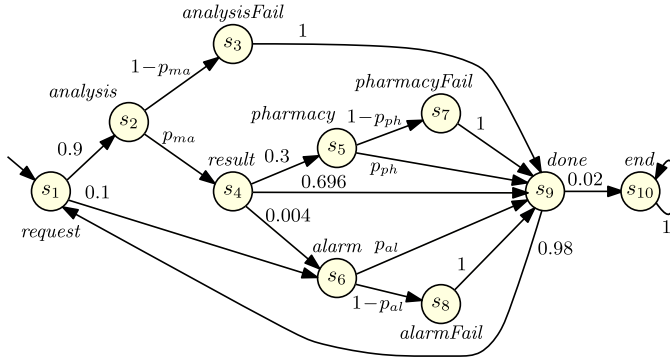 analysisFail
s3
1
1−pma
analysis
s2
pharmacyFail
pharmacy
1−pph
s7
1
0.9
pma
result
0.3
s5
pph
done
end
s1
0.1
s4
0.696
s9
0.02
s10
request
0.004
1
alarm
pal
0.98
s6
1
1−pal
s8
alarmFail